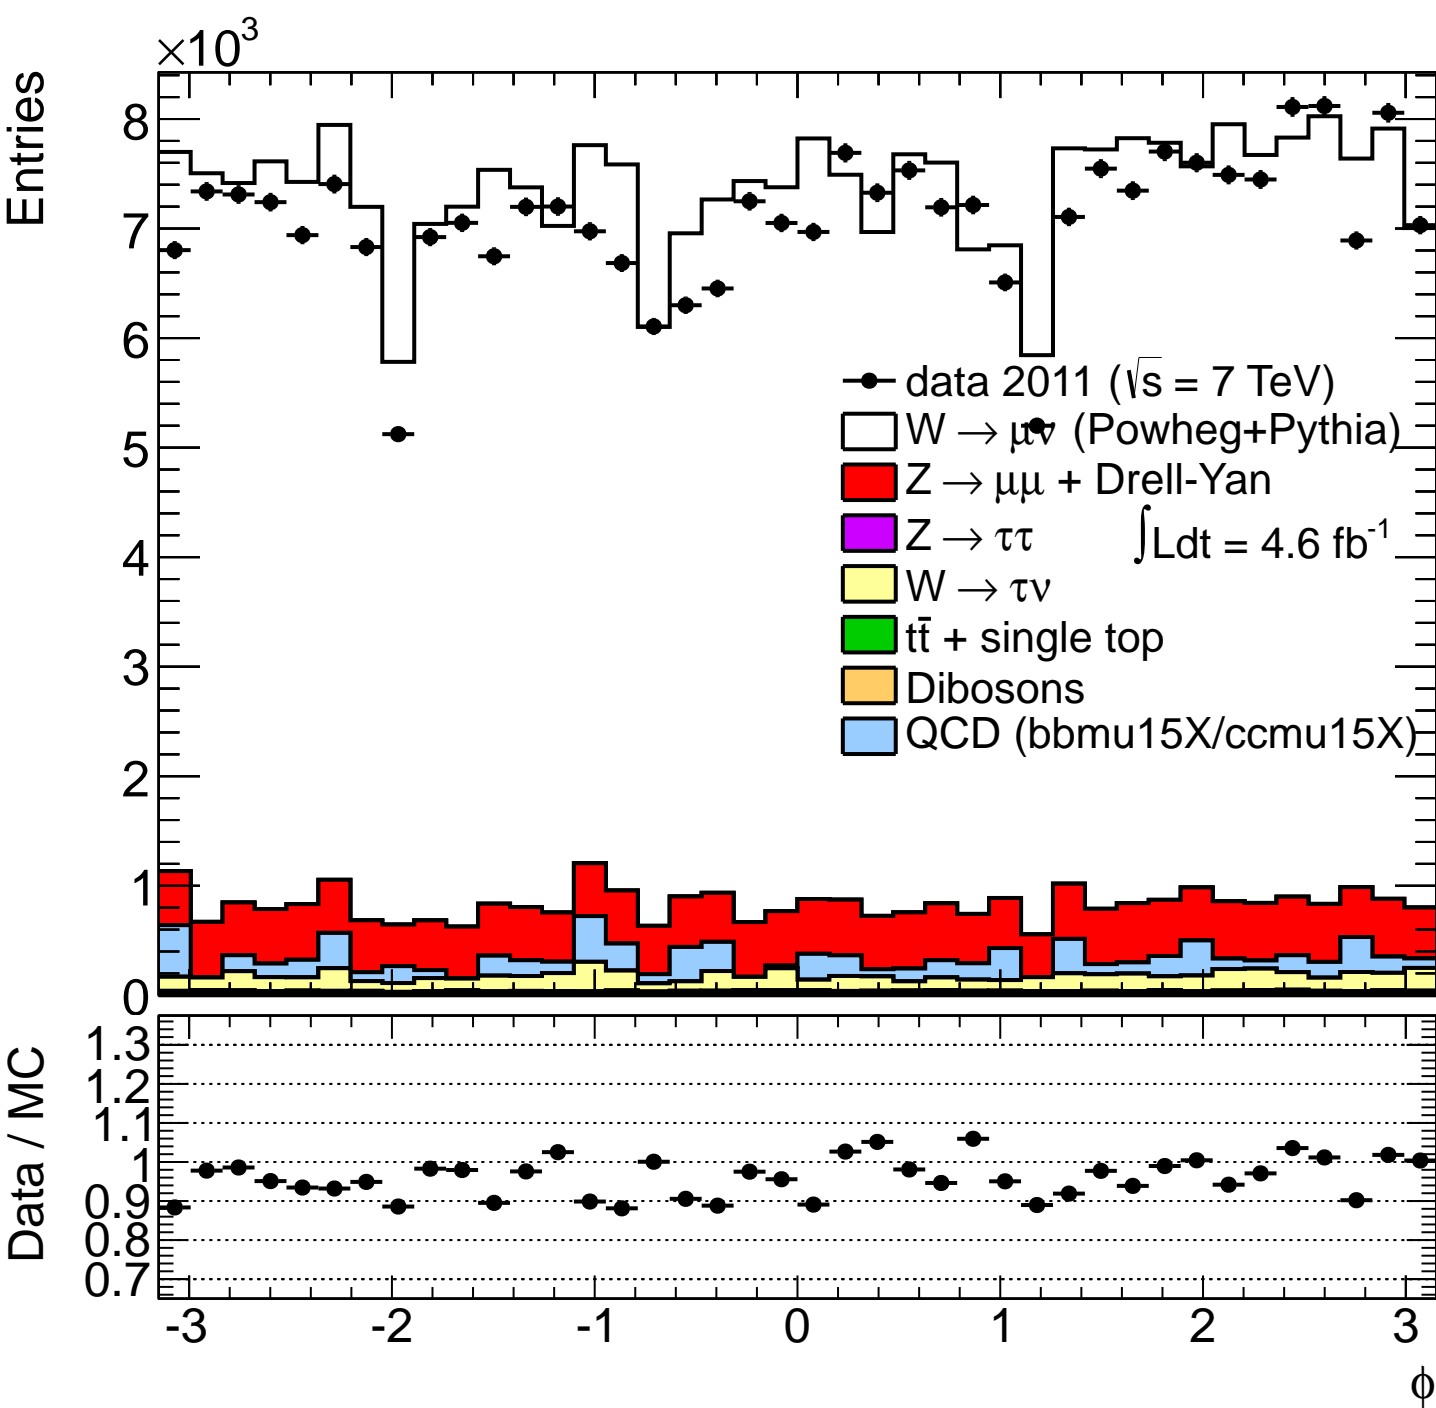 ×10³
Entries
8
7
6
5
4
3
2
1
0
data 2011 (√s = 7 TeV)
W → μν (Powheg+Pythia)
Z → μμ + Drell-Yan
Z → ττ
∫Ldt = 4.6 fb⁻¹
W → τν
tt̄ + single top
Dibosons
QCD (bbmu15X/ccmu15X)
Data / MC
1.3
1.2
1.1
1
0.9
0.8
0.7
-3 -2 -1 0 1 2 3
ϕ